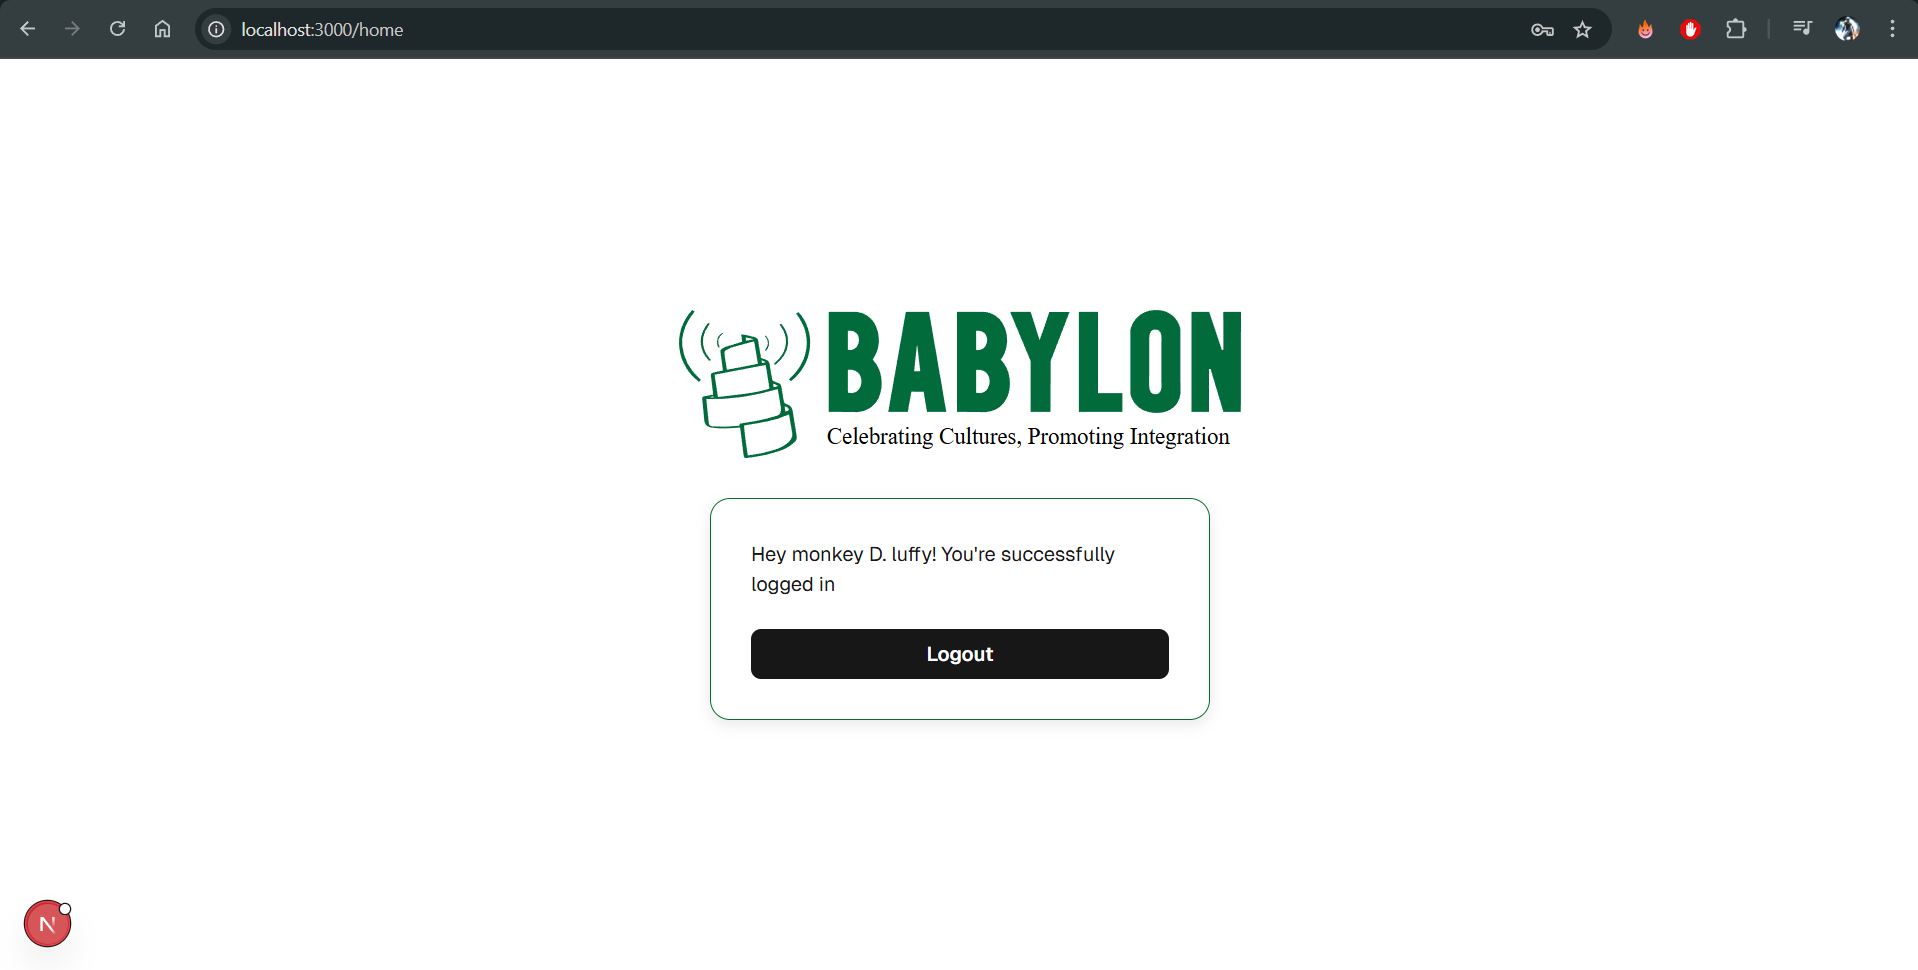 localhost:3000/home
BABYLON
Celebrating Cultures, Promoting Integration
Hey monkey D. luffy! You're successfully
logged in
Logout
N